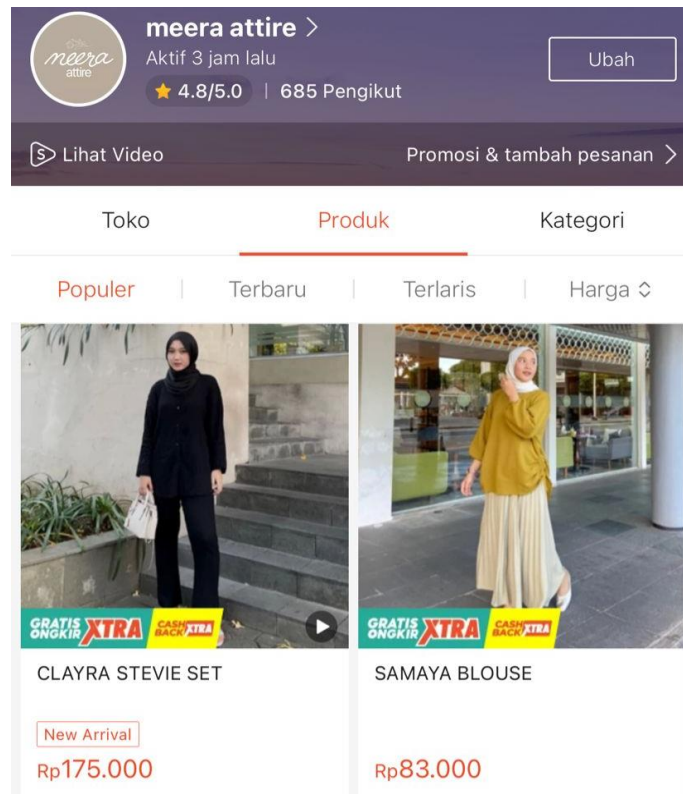 meera
attire
meera attire >
Aktif 3 jam lalu
4.8/5.0 | 685 Pengikut
Ubah
S Lihat Video
Promosi & tambah pesanan >
Toko
Produk
Kategori
Populer
Terbaru
Terlaris
Harga
GRATIS
ONGKIR XTRA
CASH
BACK XTRA
GRATIS
ONGKIR XTRA
CASH
BACK XTRA
CLAYRA STEVIE SET
New Arrival
Rp175.000
SAMAYA BLOUSE
Rp83.000